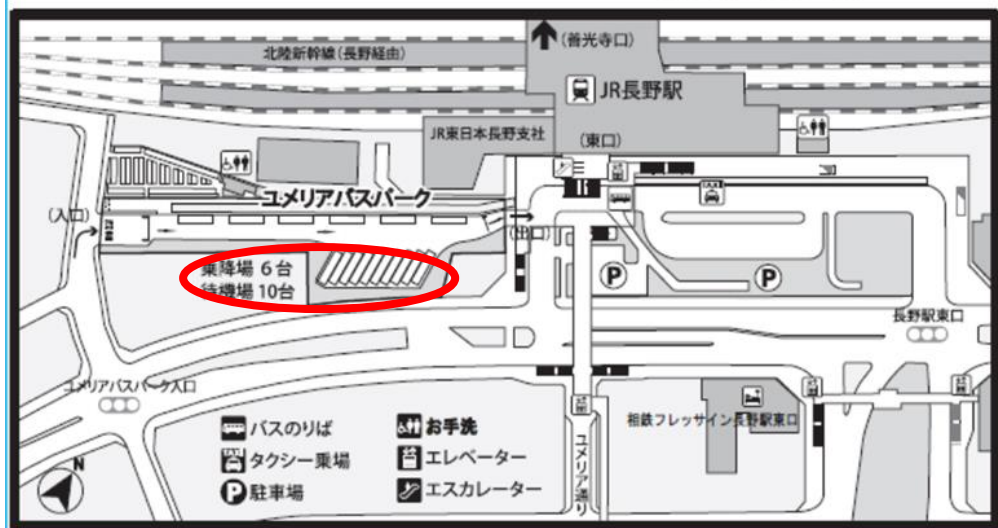 (善光寺口)
北陸新幹線(長野経由)
JR長野駅
JR東日本長野支社
(東口)
ユメリアバスパーク
(入口)
(出口)
TAXI
P
P
乗降場 6台
待機場 10台
長野駅東口
ユメリアバスパーク入口
相鉄フレッサイン長野駅東口
ユメリア通り
バスのりば
お手洗
TAXI
タクシー乗場
エレベーター
P
駐車場
エスカレーター
N